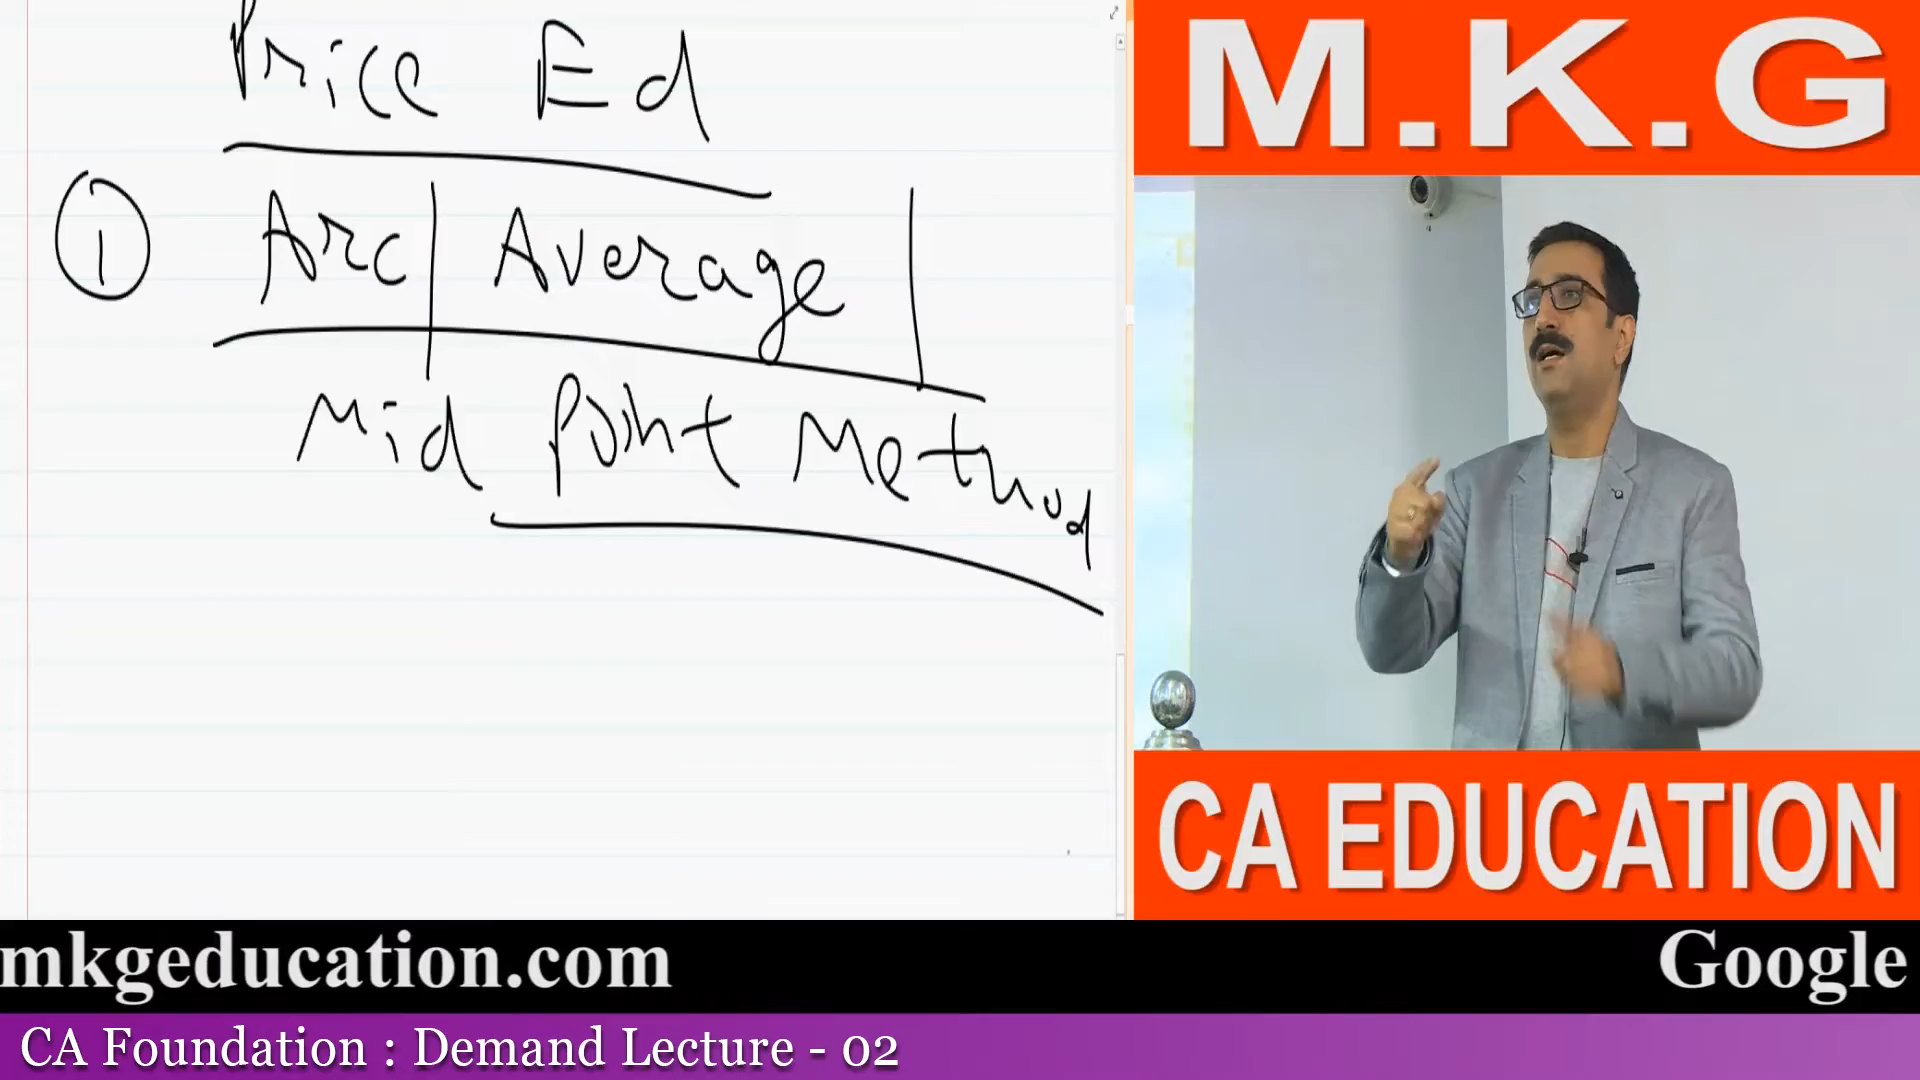 Price Ed
① Arc | Average |
Mid Point Method
M.K.G
CA EDUCATION
mkgeducation.com
Google
CA Foundation : Demand Lecture - 02